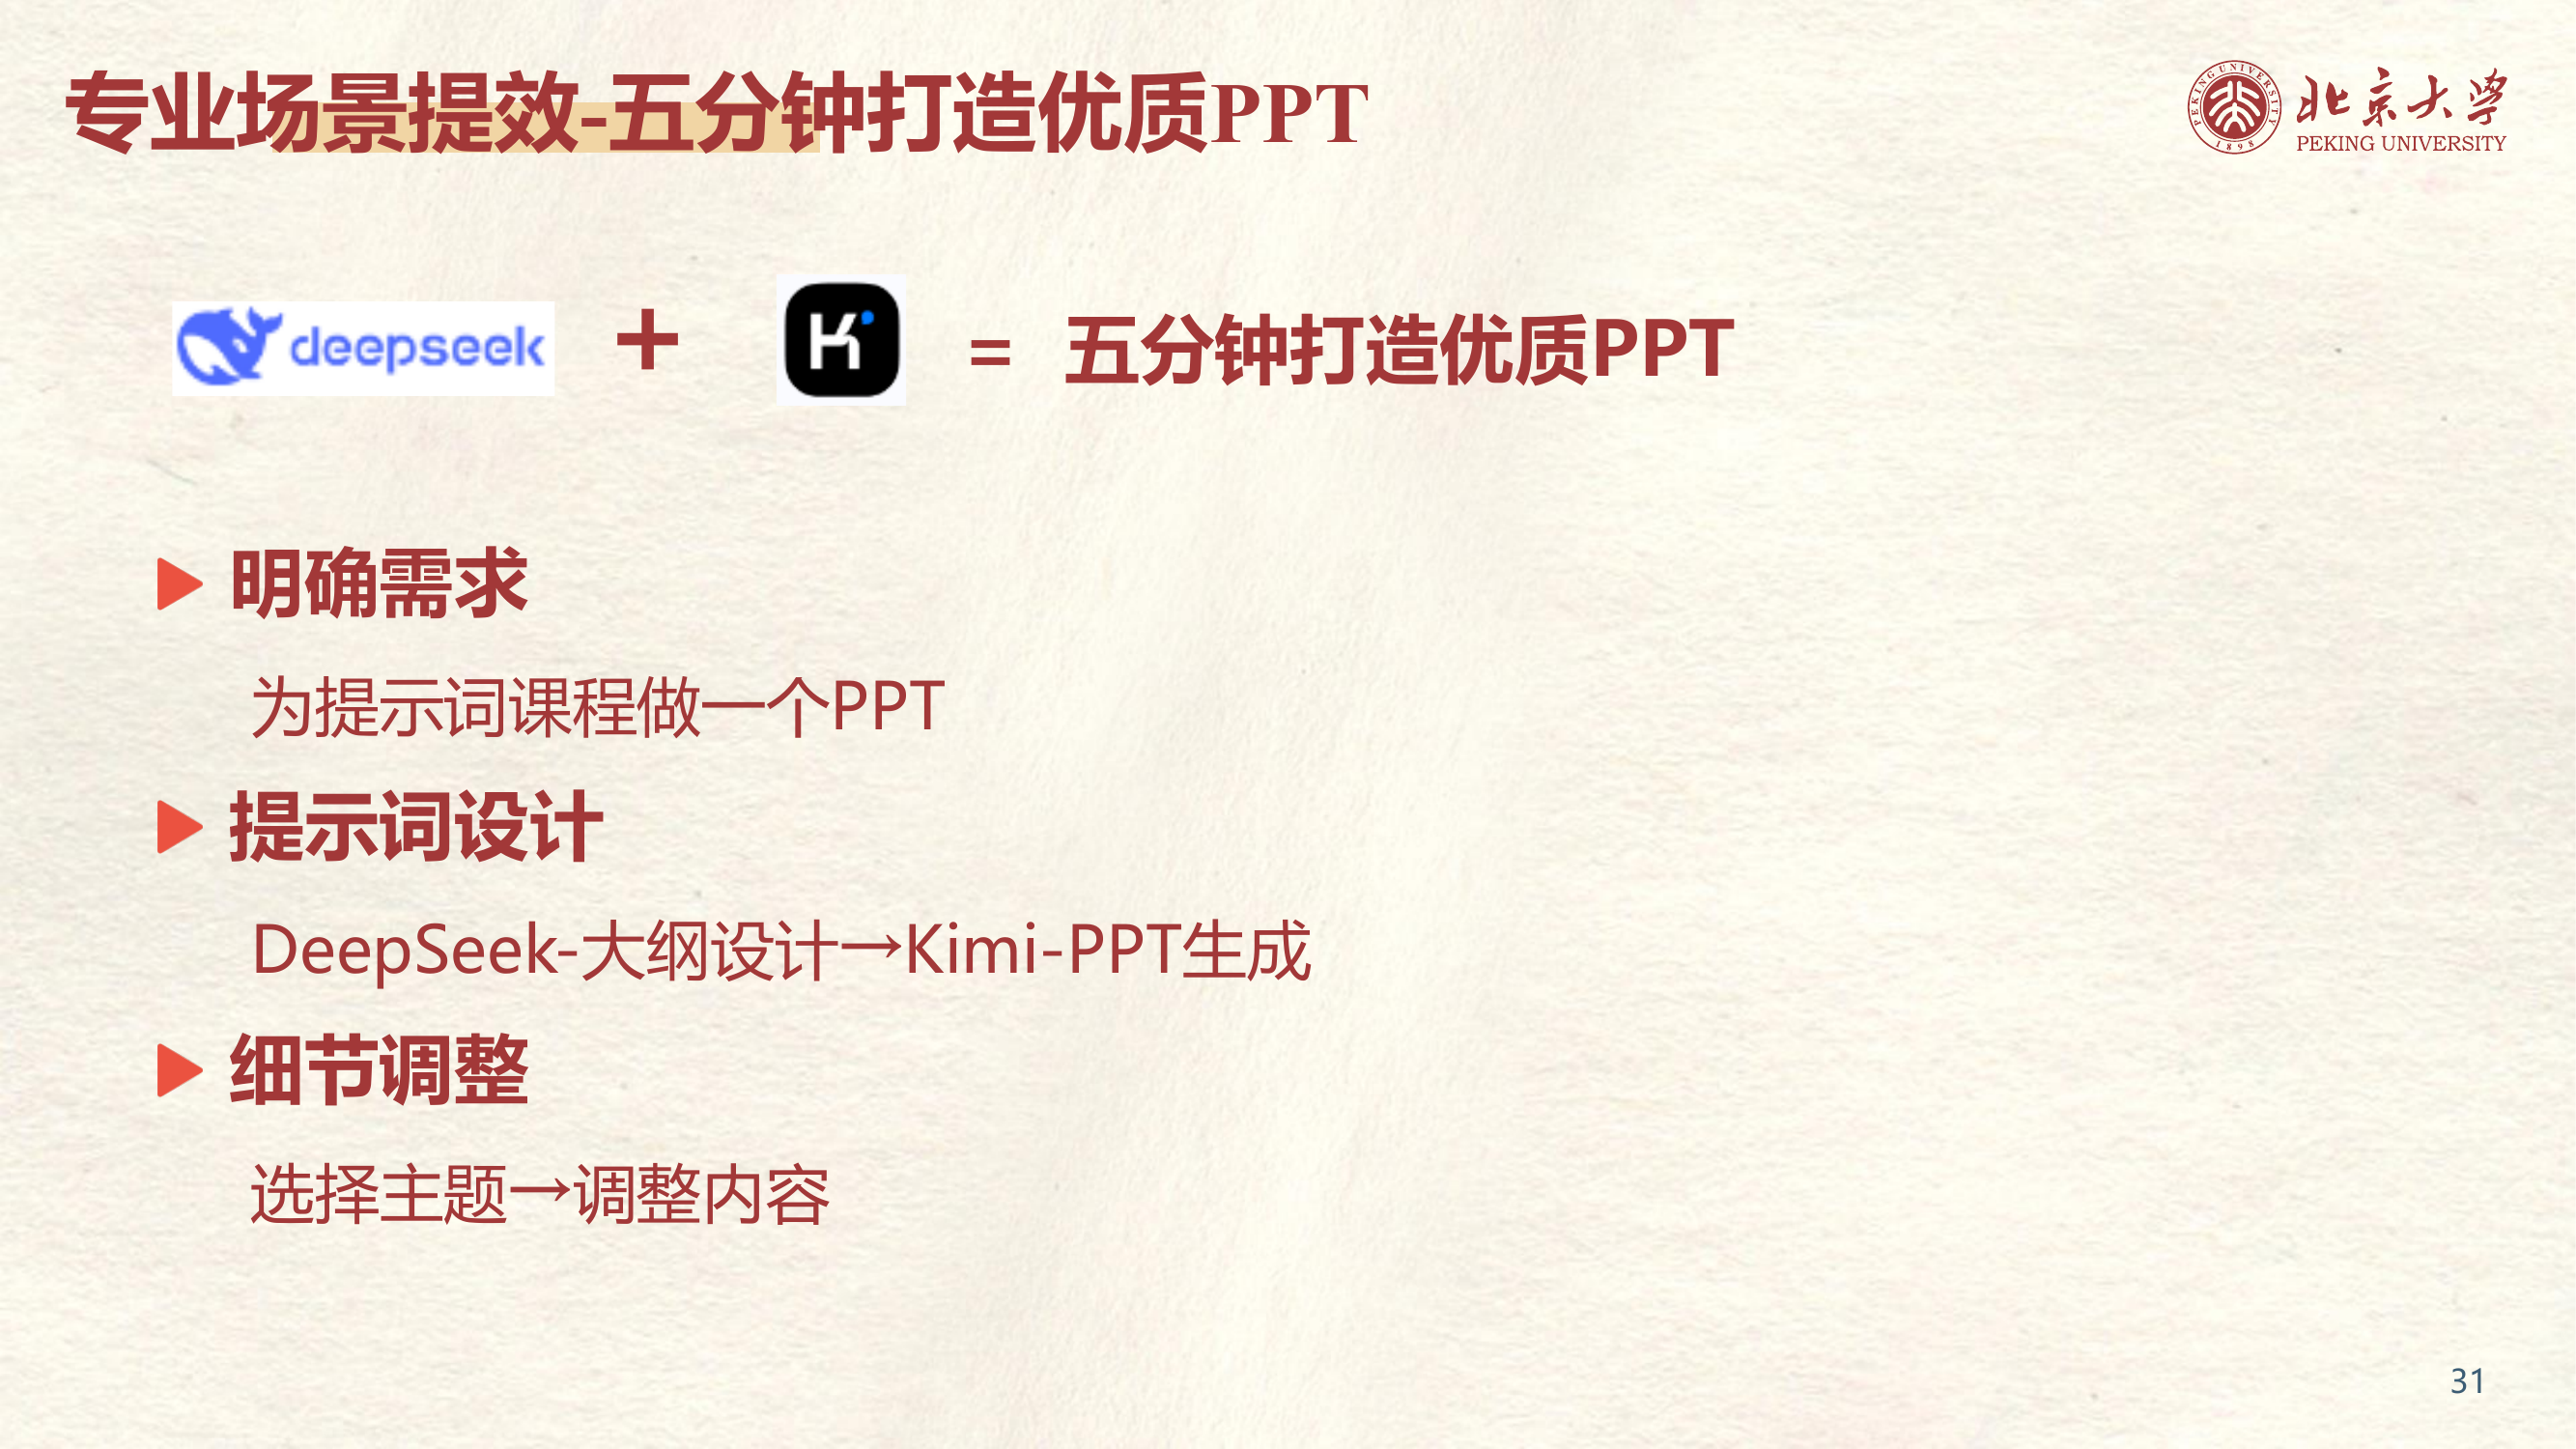 专业场景提效-五分钟打造优质PPT
PEKING UNIVERSITY
1898
北京大学
PEKING UNIVERSITY
deepseek
+
K
= 五分钟打造优质PPT
明确需求
为提示词课程做一个PPT
提示词设计
DeepSeek-大纲设计→Kimi-PPT生成
细节调整
选择主题→调整内容
31